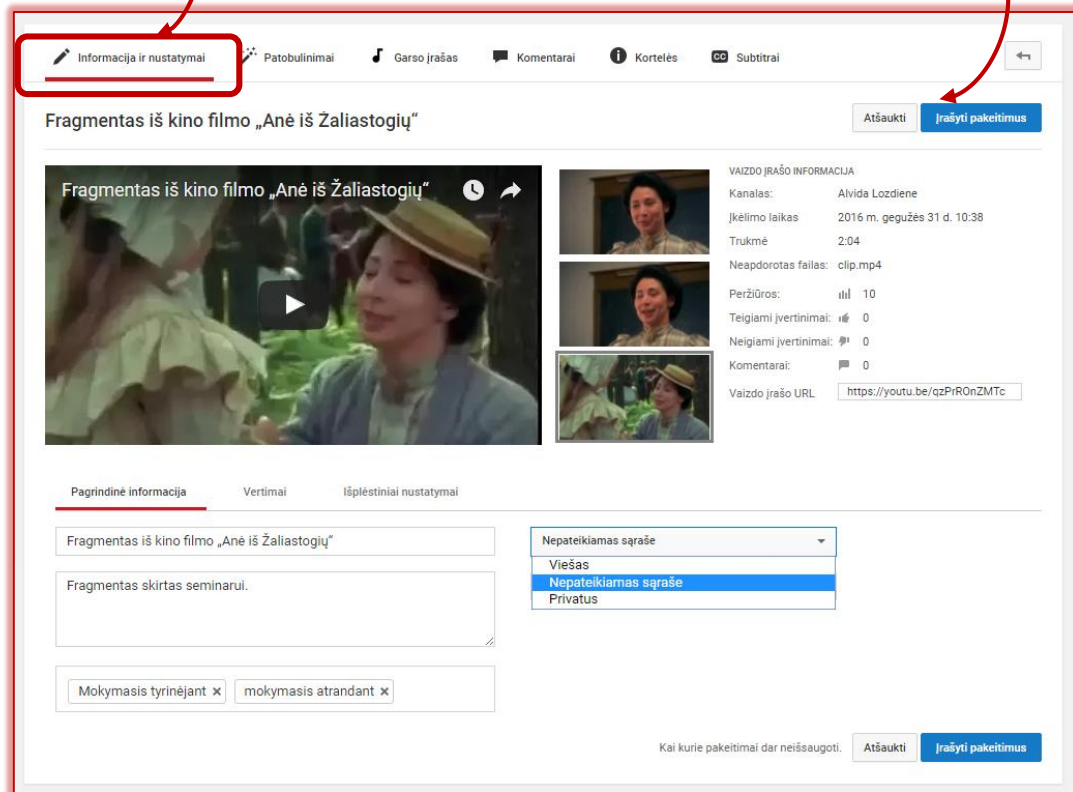 Informacija ir nustatymai Patobulinimai Garso įrašas Komentarai Kortelės CC Subtitrai
Fragmentas iš kino filmo „Anė iš Žaliastogių“
Atšaukti Įrašyti pakeitimus
Fragmentas iš kino filmo „Anė iš Žaliastogių“
VAIZDO ĮRAŠO INFORMACIJA
Kanalas: Alvida Lozdiene
Įkėlimo laikas 2016 m. gegužės 31 d. 10:38
Trukmė 2:04
Neapdorotas failas: clip.mp4
Peržiūros: 10
Teigiami įvertinimai: 0
Neigiami įvertinimai: 0
Komentarai: 0
Vaizdo įrašo URL https://youtu.be/qzPrROnZMTc
Pagrindinė informacija Vertimai Išplėstiniai nustatymai
Fragmentas iš kino filmo „Anė iš Žaliastogių“
Nepateikiamas sąraše
Viešas
Nepateikiamas sąraše
Privatus
Fragmentas skirtas seminarui.
Mokymasis tyrinėjant × mokymasis atrandant ×
Kai kurie pakeitimai dar neišsaugoti. Atšaukti Įrašyti pakeitimus